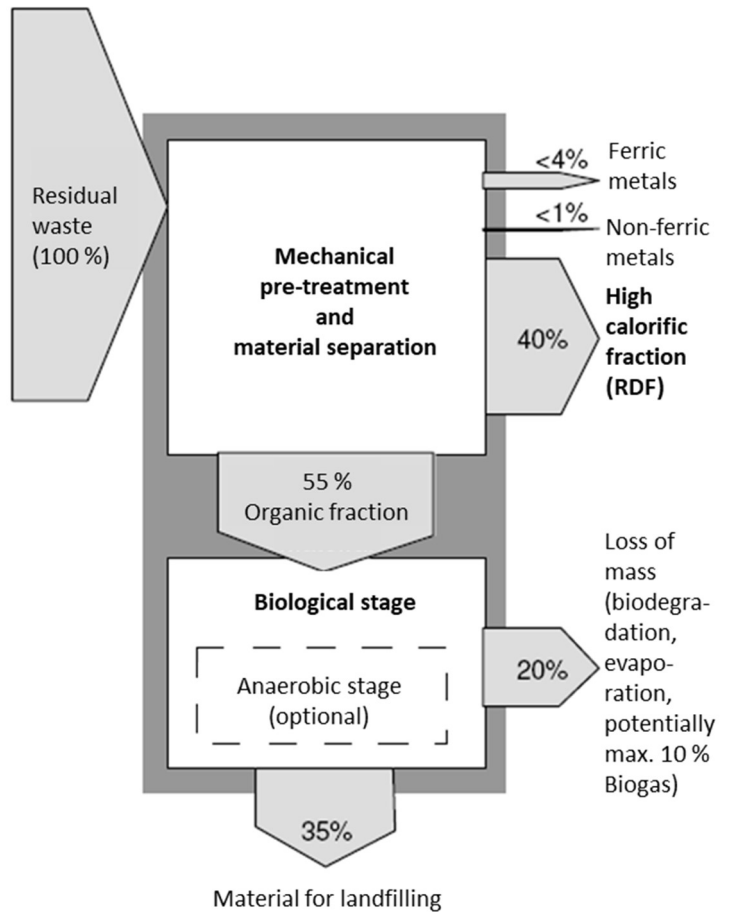 Residual
waste
(100 %)
Mechanical
pre-treatment
and
material separation
<4%
Ferric
metals
<1%
Non-ferric
metals
40%
High
calorific
fraction
(RDF)
55 %
Organic fraction
Biological stage
Anaerobic stage
(optional)
20%
Loss of
mass
(biodegra-
dation,
evapo-
ration,
potentially
max. 10 %
Biogas)
35%
Material for landfilling